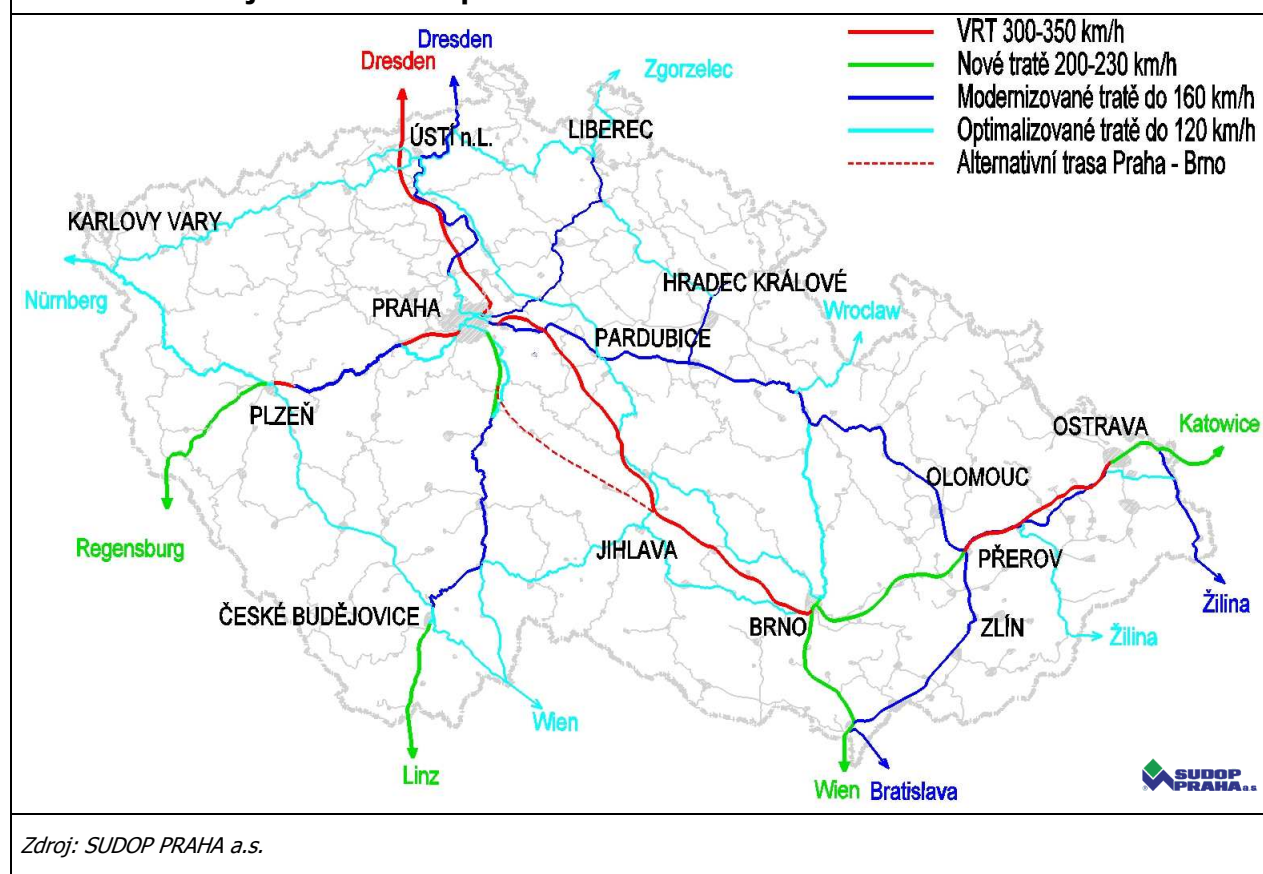 VRT 300-350 km/h
Nové tratě 200-230 km/h
Modernizované tratě do 160 km/h
Optimalizované tratě do 120 km/h
Alternativní trasa Praha - Brno
Dresden
Dresden
Zgorzelec
ÚSTÍ n.L.
LIBEREC
KARLOVY VARY
HRADEC KRÁLOVÉ
Nürnberg
PRAHA
Wroclaw
PARDUBICE
PLZEŇ
OSTRAVA
Katowice
OLOMOUC
Regensburg
JIHLAVA
PŘEROV
ČESKÉ BUDĚJOVICE
BRNO
ZLÍN
Žilina
Žilina
Wien
Linz
Wien
Bratislava
SUDOP
PRAHA a.s.
Zdroj: SUDOP PRAHA a.s.